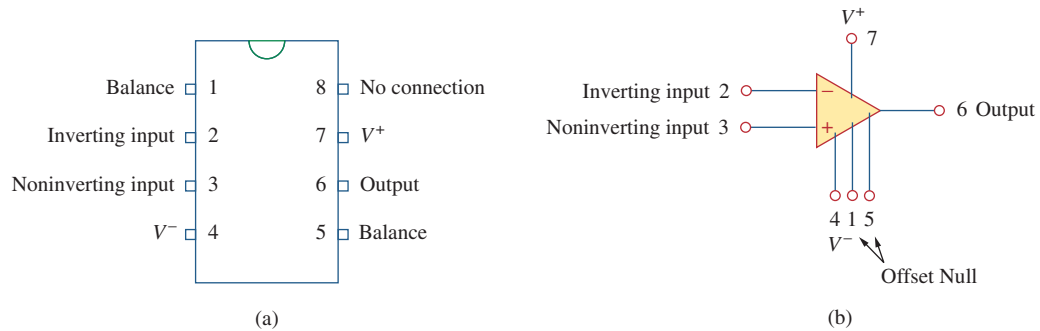 Balance 1 8 No connection
Inverting input 2 7 V⁺
Noninverting input 3 6 Output
V⁻ 4 5 Balance
(a)
V⁺
7
Inverting input 2 −
Noninverting input 3 +
6 Output
4 1 5
V⁻
Offset Null
(b)